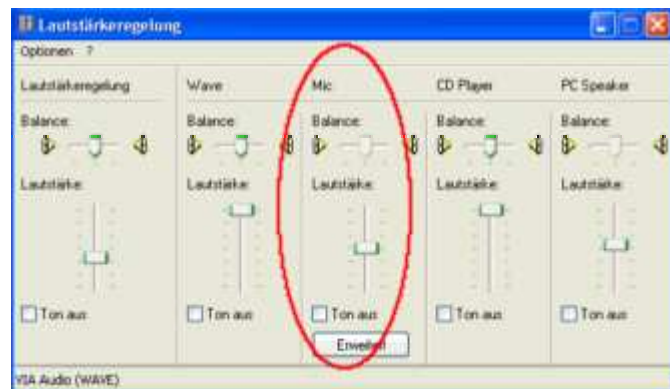 Lautstärkeregelung
Optionen ?
Lautstärkeregelung Wave Mic CD Player PC Speaker
Balance: Balance: Balance: Balance: Balance:
Lautstärke: Lautstärke: Lautstärke: Lautstärke: Lautstärke:
Ton aus Ton aus Ton aus Ton aus Ton aus
Erweitert
VIA Audio (WAVE)